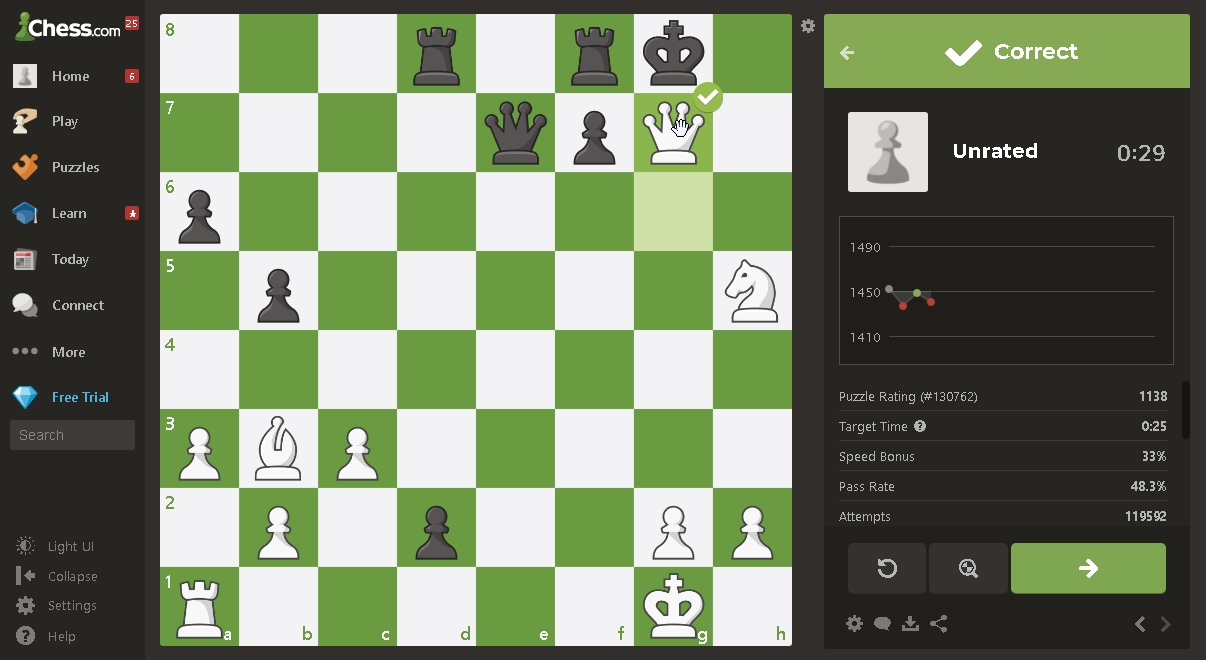 Chess.com 25
Home 6
Play
Puzzles
Learn
Today
Connect
More
Free Trial
Search
Light UI
Collapse
Settings
Help
8
7
6
5
4
3
2
1
a b c d e f g h
Correct
Unrated 0:29
1490
1450
1410
Puzzle Rating (#130762) 1138
Target Time ? 0:25
Speed Bonus 33%
Pass Rate 48.3%
Attempts 119592